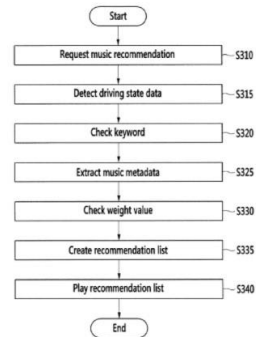 Start
Request music recommendation S310
Detect driving state data S315
Check keyword S320
Extract music metadata S325
Check weight value S330
Create recommendation list S335
Play recommendation list S340
End